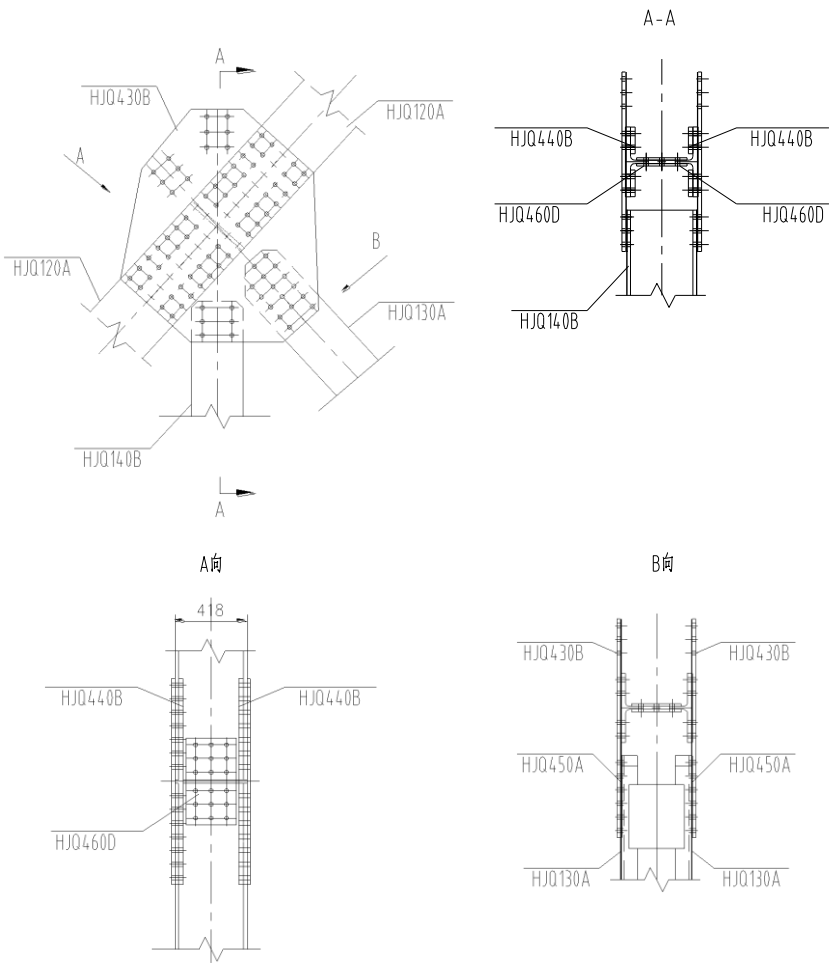 A-A
A
HJQ430B
HJQ120A
A
HJQ440B
HJQ440B
HJQ460D
HJQ460D
B
HJQ120A
HJQ130A
HJQ140B
HJQ140B
A
A向
B向
418
HJQ430B
HJQ430B
HJQ440B
HJQ440B
HJQ450A
HJQ450A
HJQ460D
HJQ130A
HJQ130A